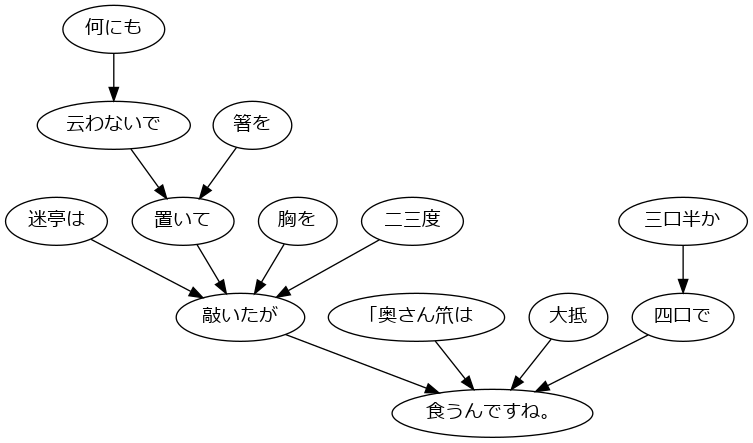 何にも
云わないで
箸を
迷亭は
置いて
胸を
二三度
三口半か
敲いたが
「奥さん笊は
大抵
四口で
食うんですね。